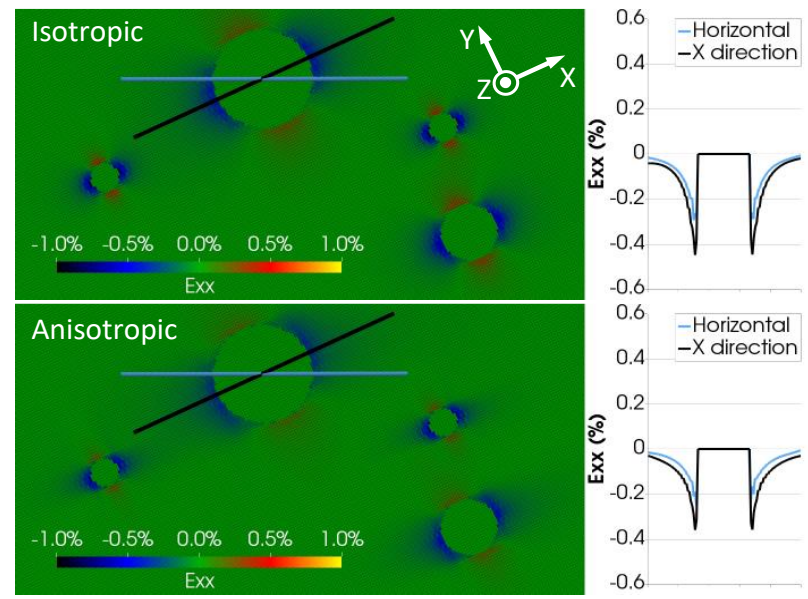 Isotropic
Y
X
Z
-1.0% -0.5% 0.0% 0.5% 1.0%
Exx
0.6
0.4
0.2
0
-0.2
-0.4
-0.6
Exx (%)
Horizontal
X direction
Anisotropic
-1.0% -0.5% 0.0% 0.5% 1.0%
Exx
0.6
0.4
0.2
0
-0.2
-0.4
-0.6
Exx (%)
Horizontal
X direction